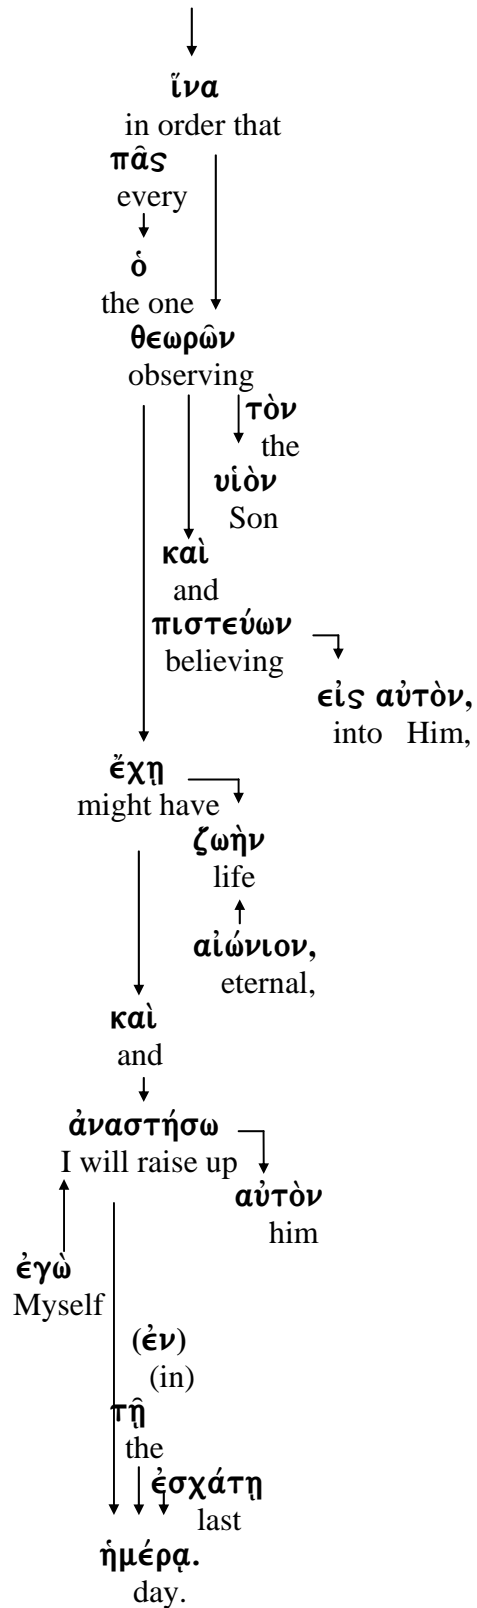 ἵνα
in order that
πᾶς
every
ὁ
the one
θεωρῶν
observing
τὸν
the
υἱὸν
Son
καὶ
and
πιστεύων
believing
εἰς αὐτὸν,
into Him,
ἔχῃ
might have
ζωὴν
life
αἰώνιον,
eternal,
καὶ
and
ἀναστήσω
I will raise up
αὐτὸν
him
ἐγὼ
Myself
(ἐν)
(in)
τῇ
the
ἐσχάτῃ
last
ἡμέρᾳ.
day.